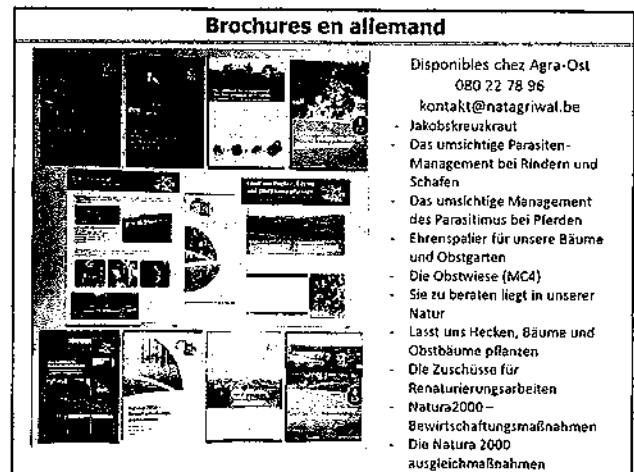 Brochures en allemand
Disponibles chez Agra-Ost
080 22 78 96
kontakt@natagriwal.be
- Jakobskreuzkraut
- Das umsichtige Parasiten-
Management bei Rindern und
Schafen
- Das umsichtige Management
des Parasitimus bei Pferden
- Ehrenspalier für unsere Bäume
und Obstgarten
- Die Obstwiese (MC4)
- Sie zu beraten liegt in unserer
Natur
- Lasst uns Hecken, Bäume und
Obstbäume pflanzen
- Die Zuschüsse für
Renaturierungsarbeiten
- Natura2000 –
Bewirtschaftungsmaßnahmen
- Die Natura 2000
ausgleichmaßnahmen